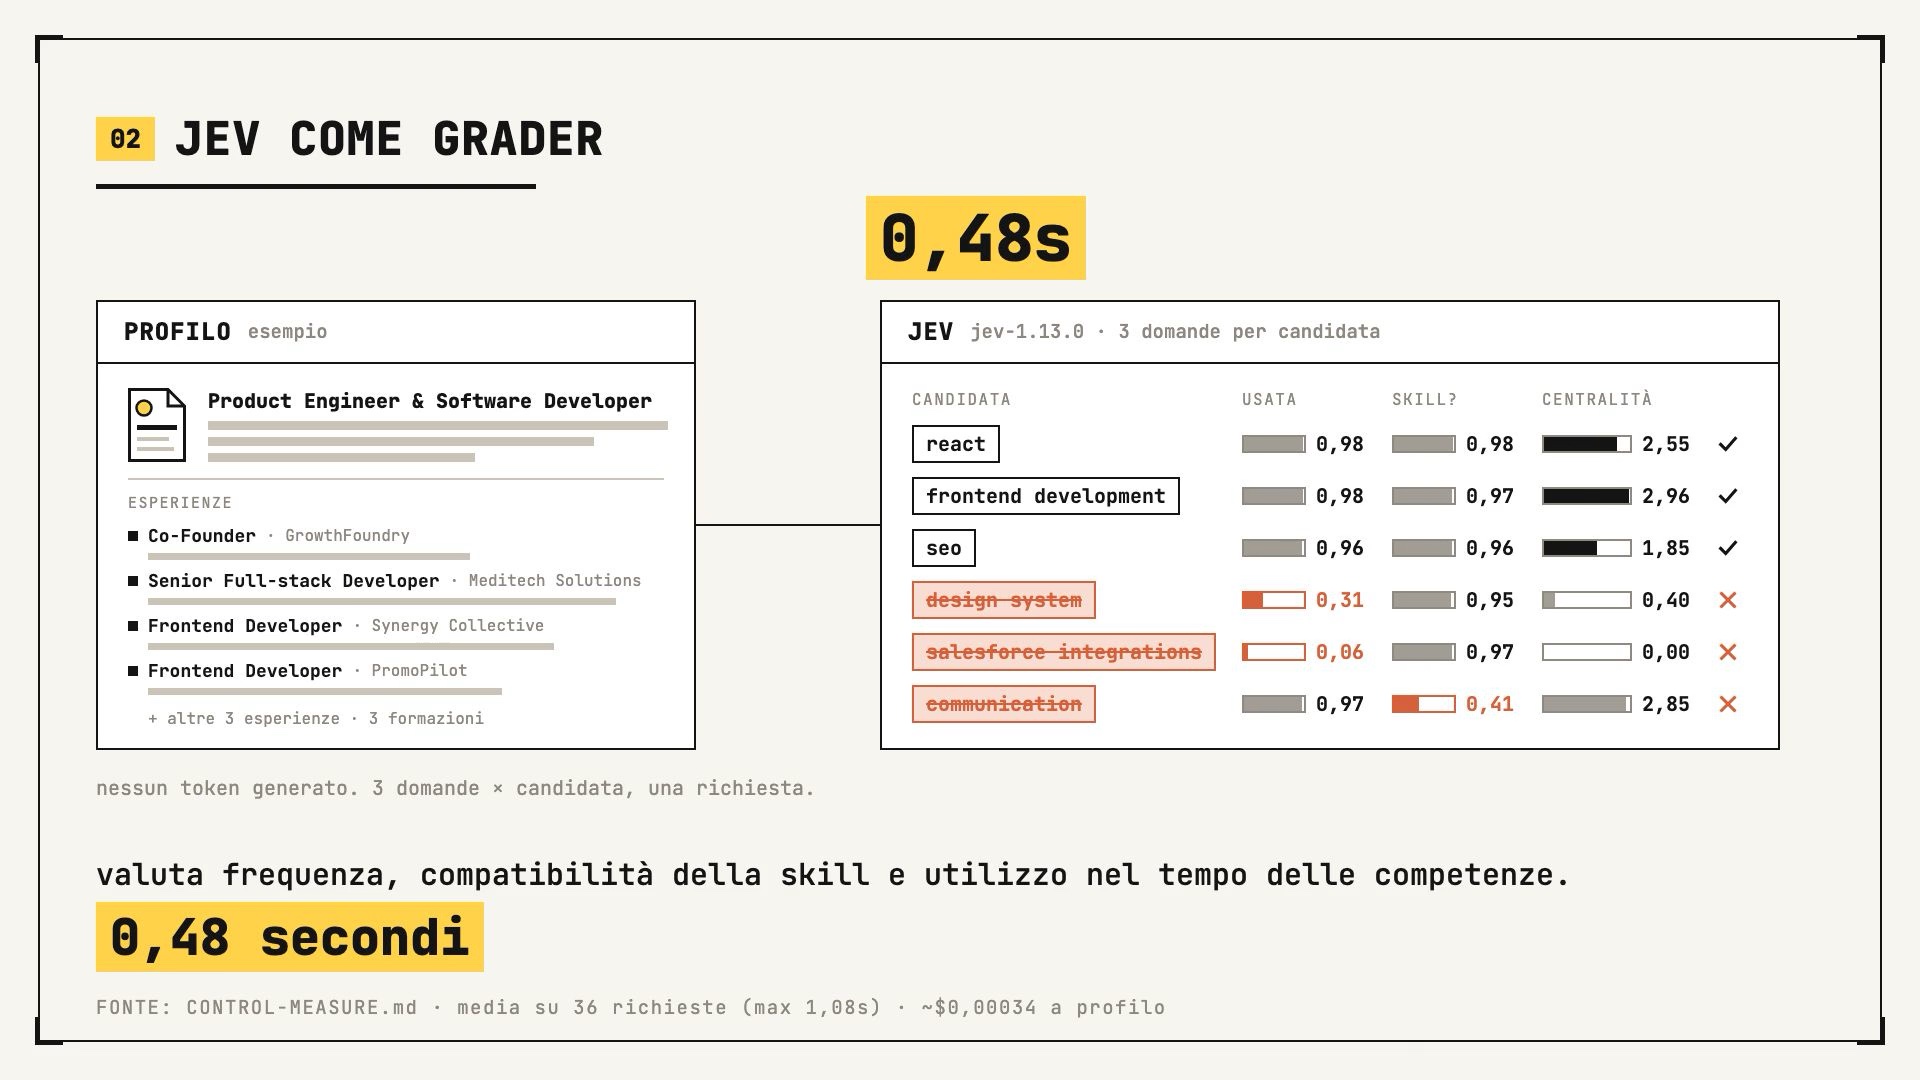 02 JEV COME GRADER
0,48s
PROFILO esempio
Product Engineer & Software Developer
ESPERIENZE
Co-Founder · GrowthFoundry
Senior Full-stack Developer · Meditech Solutions
Frontend Developer · Synergy Collective
Frontend Developer · PromoPilot
+ altre 3 esperienze · 3 formazioni
JEV jev-1.13.0 · 3 domande per candidata
CANDIDATA USATA SKILL? CENTRALITÀ
react 0,98 0,98 2,55 ✓
frontend development 0,98 0,97 2,96 ✓
seo 0,96 0,96 1,85 ✓
design system 0,31 0,95 0,40 ✕
salesforce integrations 0,06 0,97 0,00 ✕
communication 0,97 0,41 2,85 ✕
nessun token generato. 3 domande × candidata, una richiesta.
valuta frequenza, compatibilità della skill e utilizzo nel tempo delle competenze.
0,48 secondi
FONTE: CONTROL-MEASURE.md · media su 36 richieste (max 1,08s) · ~$0,00034 a profilo